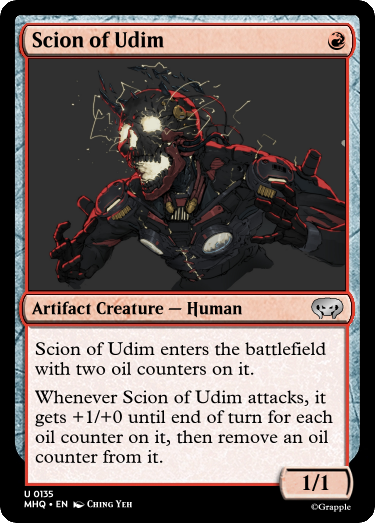 Scion of Udim
Artifact Creature — Human
Scion of Udim enters the battlefield
with two oil counters on it.
Whenever Scion of Udim attacks, it
gets +1/+0 until end of turn for each
oil counter on it, then remove an oil
counter from it.
1/1
U 0135
MHQ • EN Ching Yeh
©Grapple